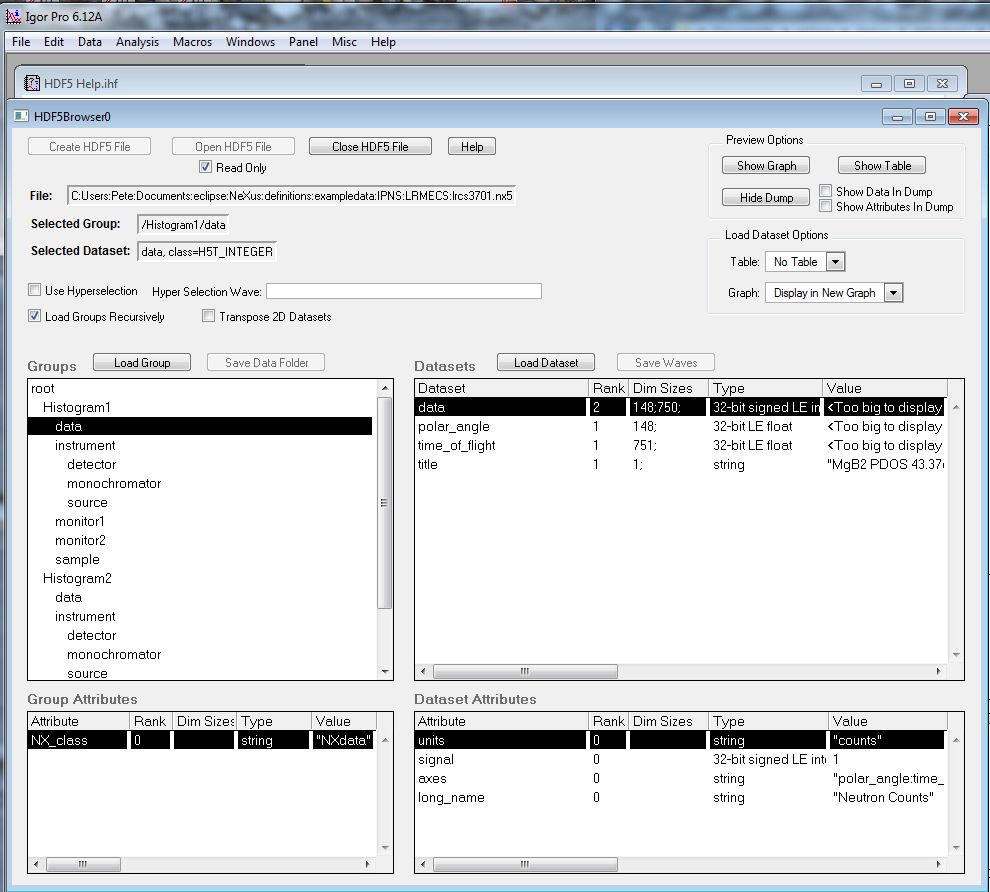 Igor Pro 6.12A
File Edit Data Analysis Macros Windows Panel Misc Help
HDF5 Help.ihf
HDF5Browser0
Create HDF5 File Open HDF5 File Close HDF5 File Help
Read Only
File: C:Users:Pete:Documents:eclipse:NeXus:definitions:exampledata:IPNS:LRMECS:lrcs3701.nx5
Selected Group: /Histogram1/data
Selected Dataset: data, class=H5T_INTEGER
Preview Options
Show Graph Show Table
Hide Dump Show Data In Dump
Show Attributes In Dump
Load Dataset Options
Table: No Table
Graph: Display in New Graph
Use Hyperselection Hyper Selection Wave:
Load Groups Recursively Transpose 2D Datasets
Groups Load Group Save Data Folder
root
Histogram1
data
instrument
detector
monochromator
source
monitor1
monitor2
sample
Histogram2
data
instrument
detector
monochromator
source
Datasets Load Dataset Save Waves
Dataset Rank Dim Sizes Type Value
data 2 148;750; 32-bit signed LE in <Too big to display
polar_angle 1 148; 32-bit LE float <Too big to display
time_of_flight 1 751; 32-bit LE float <Too big to display
title 1 1; string "MgB2 PDOS 43.37
Group Attributes
Attribute Rank Dim Sizes Type Value
NX_class 0 string "NXdata"
Dataset Attributes
Attribute Rank Dim Sizes Type Value
units 0 string "counts"
signal 0 32-bit signed LE int 1
axes 0 string "polar_angle:time_
long_name 0 string "Neutron Counts"